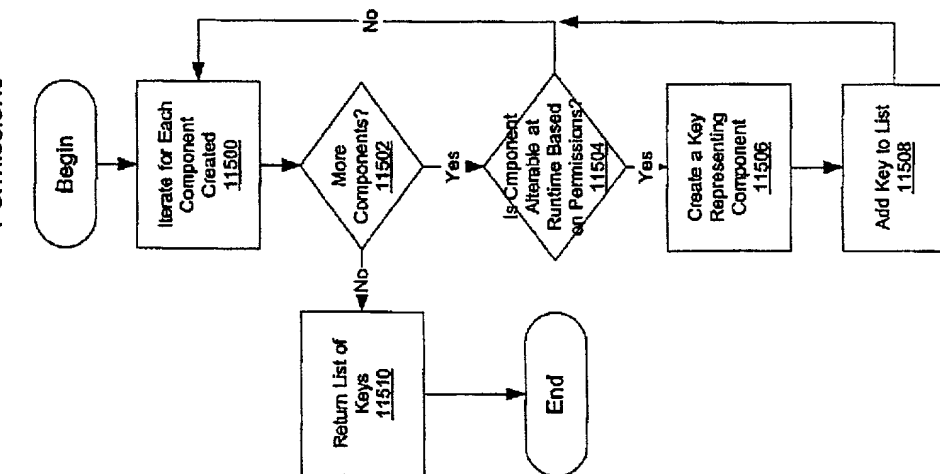 Begin
Iterate for Each
Component
Created
11500
More
Components?
11502
No
Yes
Is Cmponent
Alterable at
Runtime Based
on Permissions?
11504
No
Yes
Create a Key
Representing
Component
11506
Add Key to List
11508
Return List of
Keys
11510
End